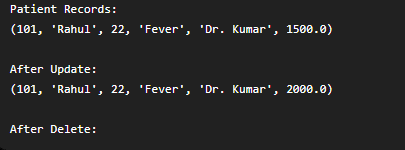 Patient Records:
(101, 'Rahul', 22, 'Fever', 'Dr. Kumar', 1500.0)
After Update:
(101, 'Rahul', 22, 'Fever', 'Dr. Kumar', 2000.0)
After Delete: